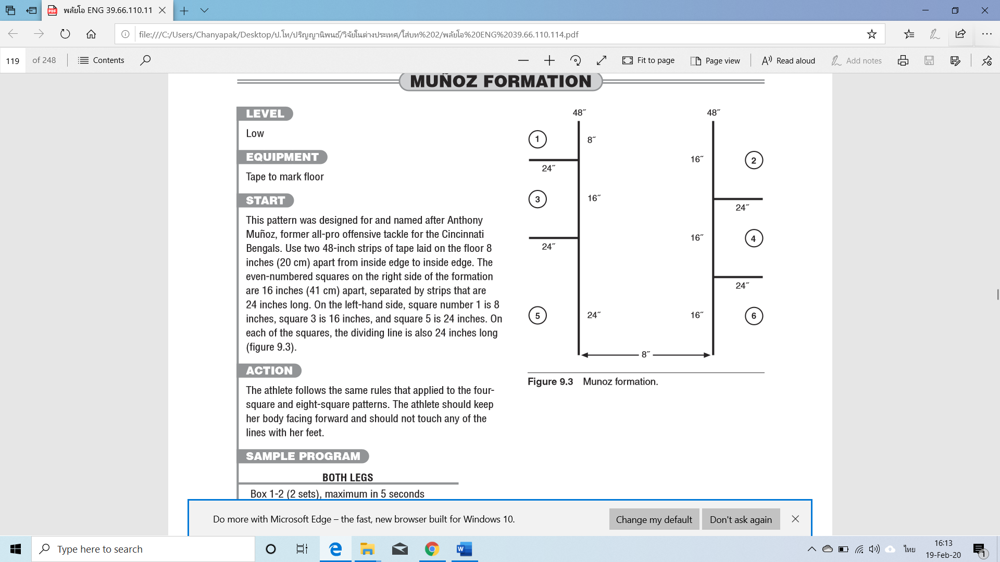 พลัยโอ ENG 39.66.110.11
file:///C:/Users/Chanyapak/Desktop/ป.โท/ปริญญานิพนธ์/วิจัยในต่างประเทศ/ใส่บท%202/พลัยโอ%20ENG%2039.66.110.114.pdf
119 of 248 Contents Fit to page Page view Read aloud Add notes
MUÑOZ FORMATION
LEVEL
Low
EQUIPMENT
Tape to mark floor
START
This pattern was designed for and named after Anthony
Muñoz, former all-pro offensive tackle for the Cincinnati
Bengals. Use two 48-inch strips of tape laid on the floor 8
inches (20 cm) apart from inside edge to inside edge. The
even-numbered squares on the right side of the formation
are 16 inches (41 cm) apart, separated by strips that are
24 inches long. On the left-hand side, square number 1 is 8
inches, square 3 is 16 inches, and square 5 is 24 inches. On
each of the squares, the dividing line is also 24 inches long
(figure 9.3).
ACTION
The athlete follows the same rules that applied to the four-
square and eight-square patterns. The athlete should keep
her body facing forward and should not touch any of the
lines with her feet.
SAMPLE PROGRAM
BOTH LEGS
Box 1-2 (2 sets), maximum in 5 seconds
48″ 48″
1 8″
16″ 2
24″
3 16″
24″
16″ 4
24″
24″
5 24″ 16″ 6
8″
Figure 9.3 Munoz formation.
Do more with Microsoft Edge – the fast, new browser built for Windows 10. Change my default Don't ask again
Type here to search
ไทย
16:13
19-Feb-20
1